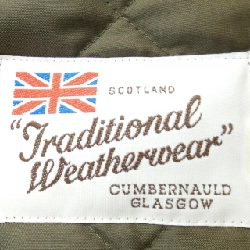 SCOTLAND
"Traditional
Weatherwear"
CUMBERNAULD
GLASGOW